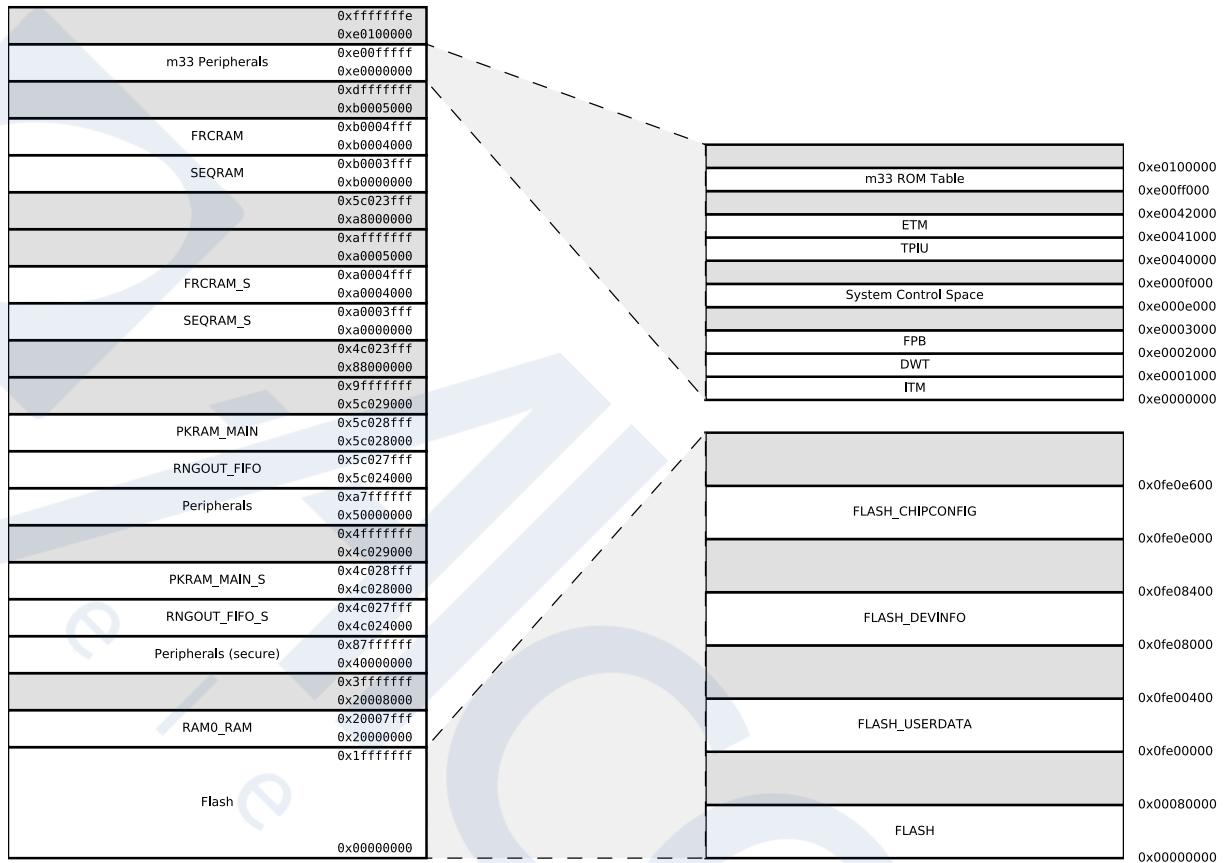 0xfffffffe
0xe0100000
m33 Peripherals
0xe00fffff
0xe0000000
0xdfffffff
0xb0005000
FRCRAM
0xb0004fff
0xb0004000
SEQRAM
0xb0003fff
0xb0000000
0x5c023fff
0xa8000000
0xafffffff
0xa0005000
FRCRAM_S
0xa0004fff
0xa0004000
SEQRAM_S
0xa0003fff
0xa0000000
0x4c023fff
0x88000000
0x9fffffff
0x5c029000
PKRAM_MAIN
0x5c028fff
0x5c028000
RNGOUT_FIFO
0x5c027fff
0x5c024000
Peripherals
0xa7ffffff
0x50000000
0x4fffffff
0x4c029000
PKRAM_MAIN_S
0x4c028fff
0x4c028000
RNGOUT_FIFO_S
0x4c027fff
0x4c024000
Peripherals (secure)
0x87ffffff
0x40000000
0x3fffffff
0x20008000
RAM0_RAM
0x20007fff
0x20000000
0x1fffffff
Flash
0x00000000
0xe0100000
m33 ROM Table
0xe00ff000
0xe0042000
ETM
0xe0041000
TPIU
0xe0040000
0xe000f000
System Control Space
0xe000e000
0xe0003000
FPB
0xe0002000
DWT
0xe0001000
ITM
0xe0000000
0x0fe0e600
FLASH_CHIPCONFIG
0x0fe0e000
0x0fe08400
FLASH_DEVINFO
0x0fe08000
0x0fe00400
FLASH_USERDATA
0x0fe00000
0x00080000
FLASH
0x00000000